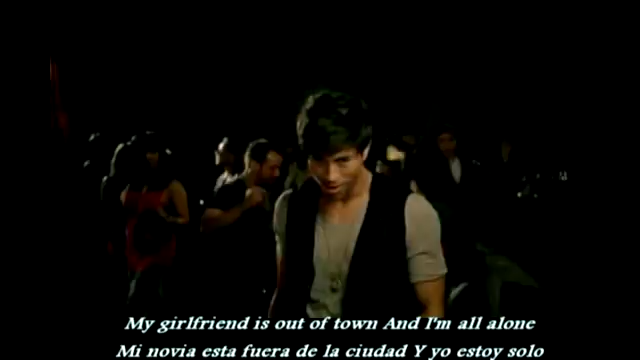 My girlfriend is out of town And I'm all alone
Mi novia esta fuera de la ciudad Y yo estoy solo